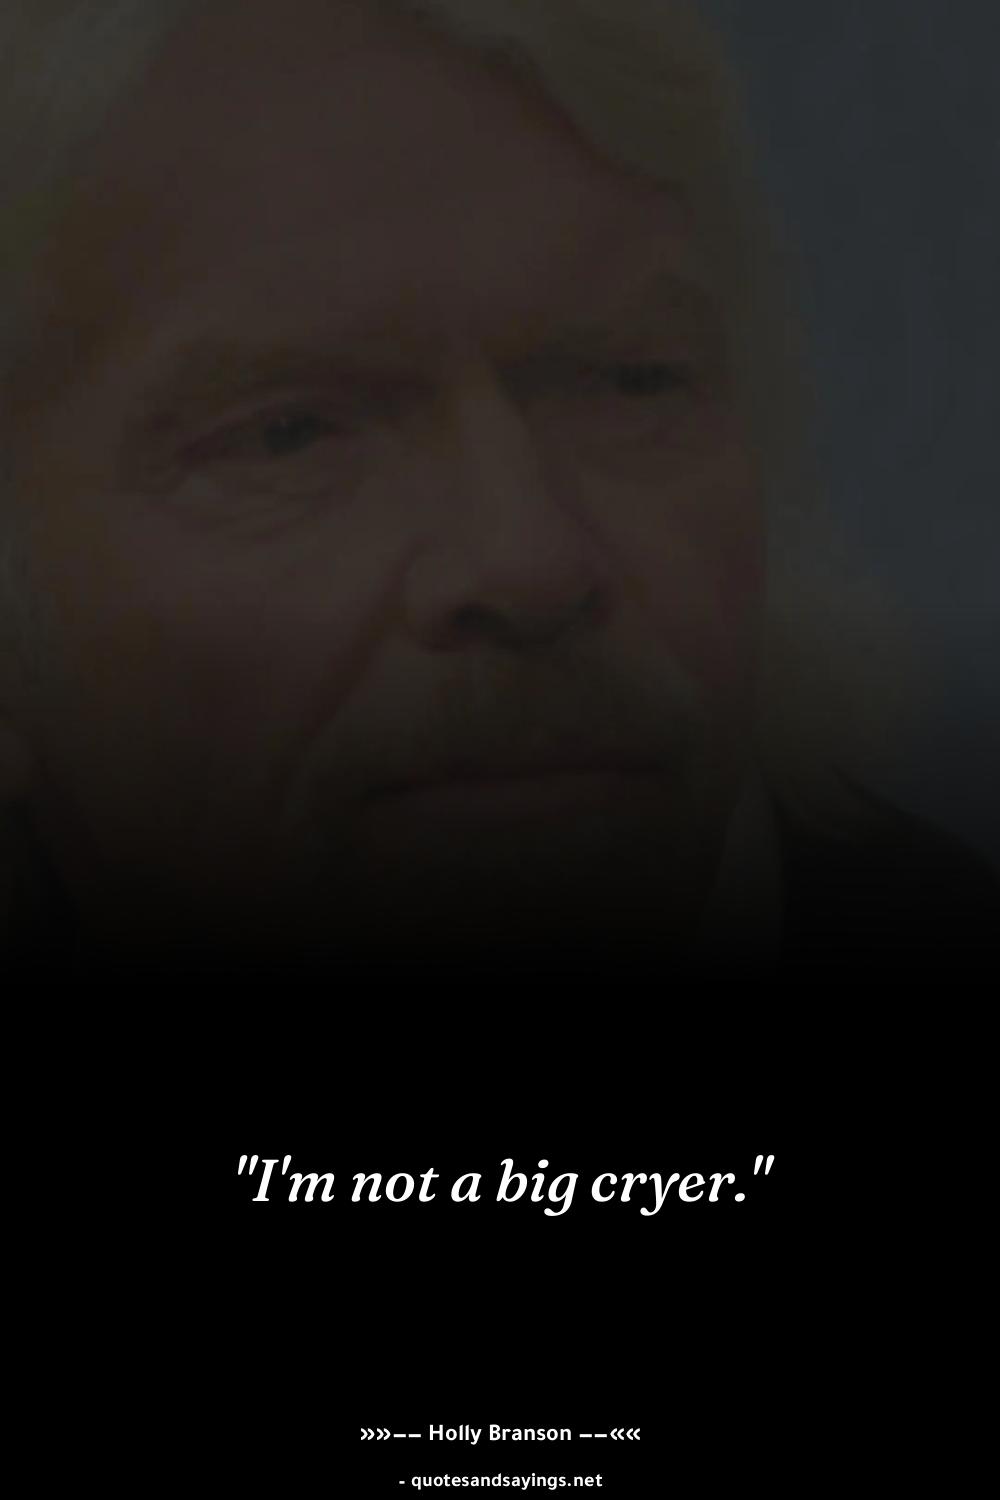 "I'm not a big cryer."
»»–– Holly Branson ––««
- quotesandsayings.net